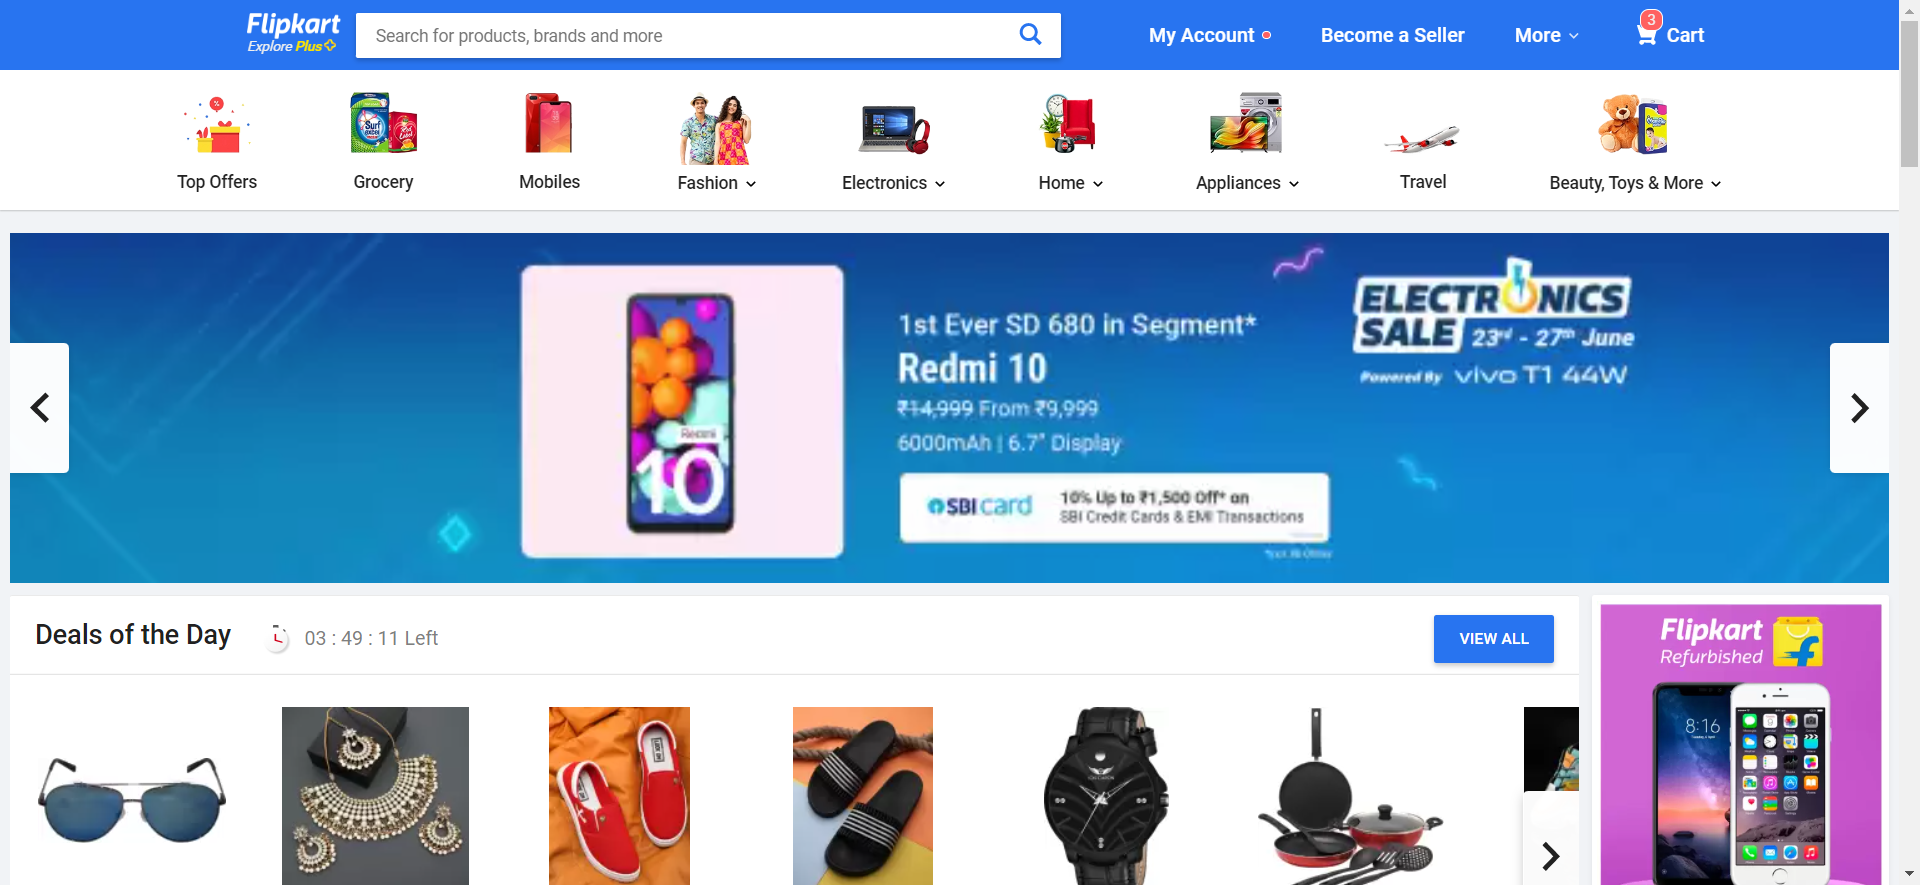 Flipkart
Explore Plus
Search for products, brands and more
My Account
Become a Seller
More
3
Cart
Top Offers
Grocery
Mobiles
Fashion
Electronics
Home
Appliances
Travel
Beauty, Toys & More
1st Ever SD 680 in Segment*
Redmi 10
₹14,999 From ₹9,999
6000mAh | 6.7" Display
SBI card
10% Up to ₹1,500 Off* on
SBI Credit Cards & EMI Transactions
ELECTRONICS
SALE 23rd - 27th June
Powered By vivo T1 44W
Redmi
10
Deals of the Day
03 : 49 : 11 Left
VIEW ALL
Flipkart
Refurbished
8:16
Surf
excel